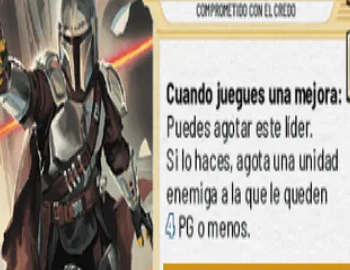 COMPROMETIDO CON EL CREDO
Cuando juegues una mejora:
Puedes agotar este líder.
Si lo haces, agota una unidad
enemiga a la que le queden
4 PG o menos.